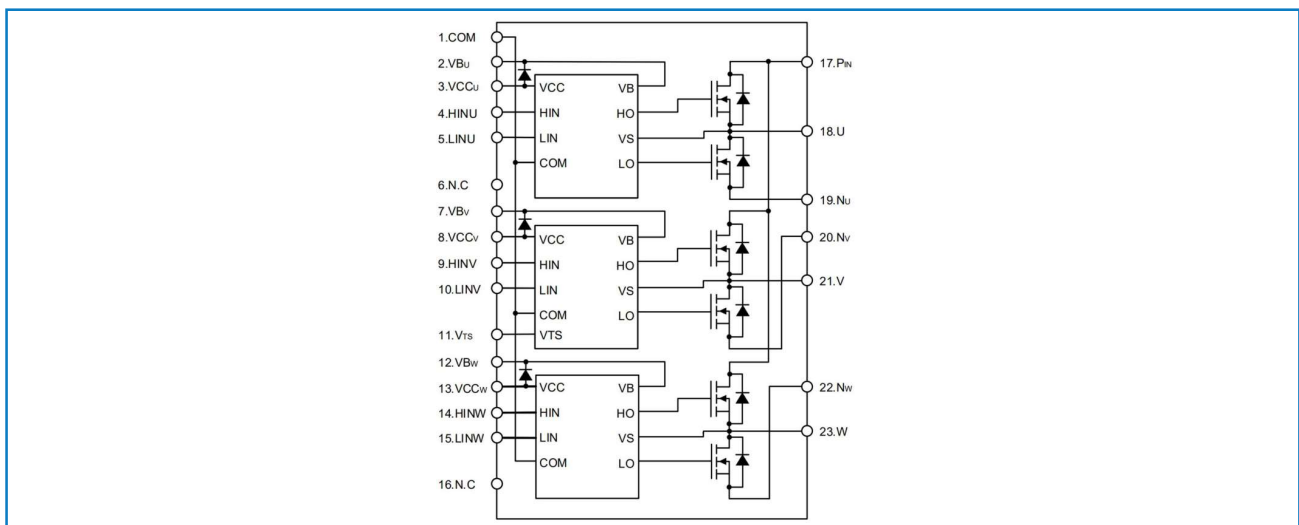 1.COM
2.VBU
3.VCCU
4.HINU
5.LINU
6.N.C
7.VBV
8.VCCV
9.HINV
10.LINV
11.VTS
12.VBW
13.VCCW
14.HINW
15.LINW
16.N.C
VCC VB
HIN HO
LIN VS
COM LO
VCC VB
HIN HO
LIN VS
COM LO
VTS
VCC VB
HIN HO
LIN VS
COM LO
17.PIN
18.U
19.NU
20.NV
21.V
22.NW
23.W